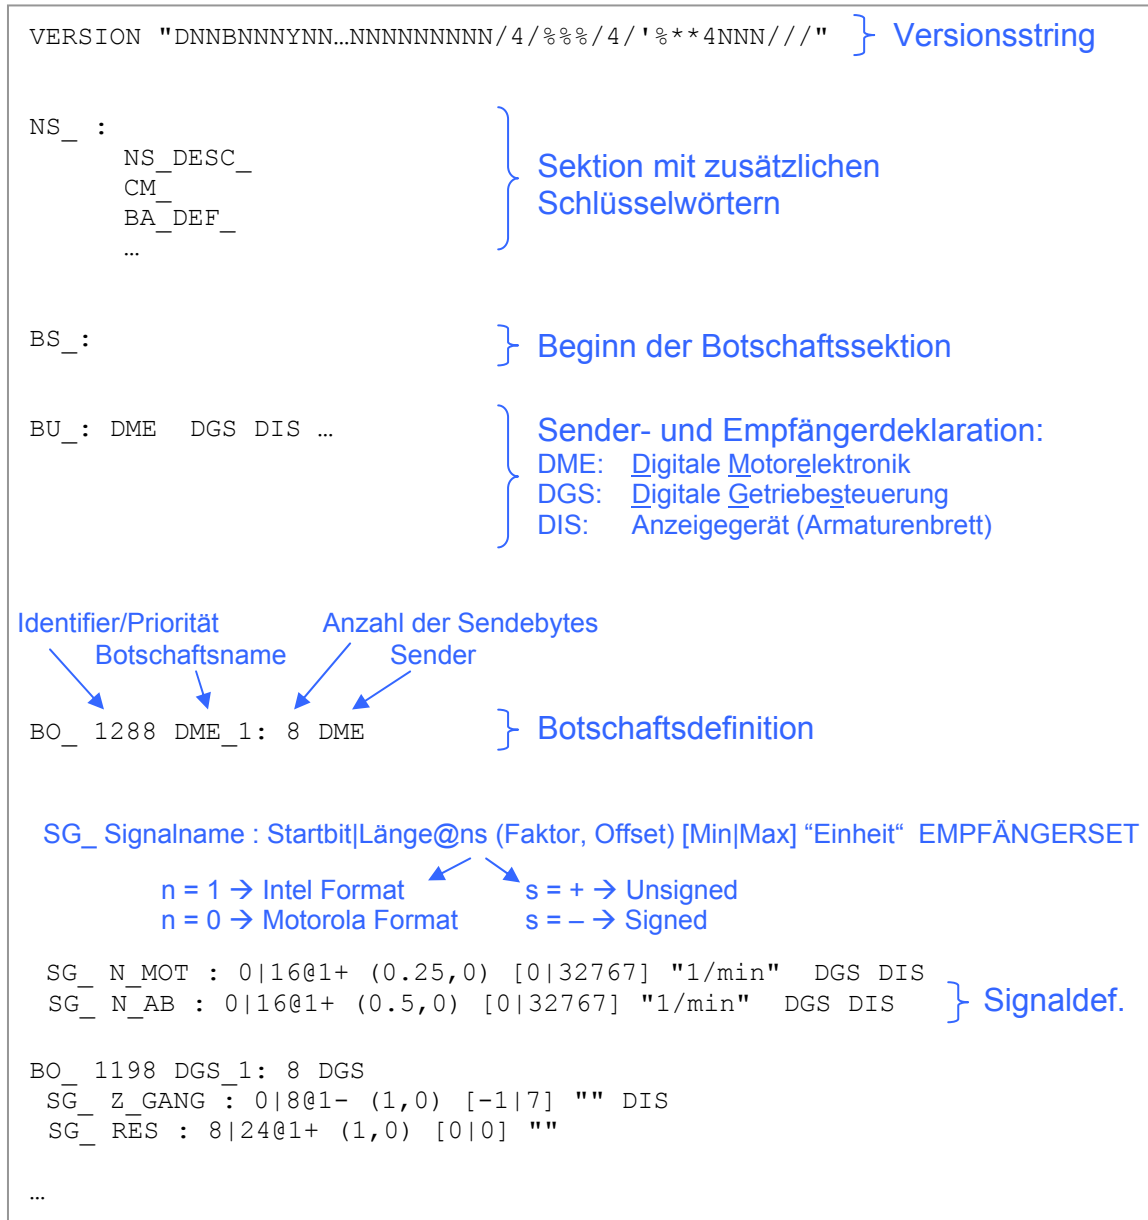 VERSION "DNNBNNNYNN…NNNNNNNNN/4/%%%/4/'%**4NNN///" Versionsstring
NS_ :
NS_DESC_
CM_
BA_DEF_
…
Sektion mit zusätzlichen
Schlüsselwörtern
BS_: Beginn der Botschaftssektion
BU_: DME DGS DIS … Sender- und Empfängerdeklaration:
DME: Digitale Motorelektronik
DGS: Digitale Getriebesteuerung
DIS: Anzeigegerät (Armaturenbrett)
Identifier/Priorität Anzahl der Sendebytes
Botschaftsname Sender
BO_ 1288 DME_1: 8 DME Botschaftsdefinition
SG_ Signalname : Startbit|Länge@ns (Faktor, Offset) [Min|Max] “Einheit“ EMPFÄNGERSET
n = 1 → Intel Format s = + → Unsigned
n = 0 → Motorola Format s = – → Signed
SG_ N_MOT : 0|16@1+ (0.25,0) [0|32767] "1/min" DGS DIS
SG_ N_AB : 0|16@1+ (0.5,0) [0|32767] "1/min" DGS DIS Signaldef.
BO_ 1198 DGS_1: 8 DGS
SG_ Z_GANG : 0|8@1- (1,0) [-1|7] "" DIS
SG_ RES : 8|24@1+ (1,0) [0|0] ""
…